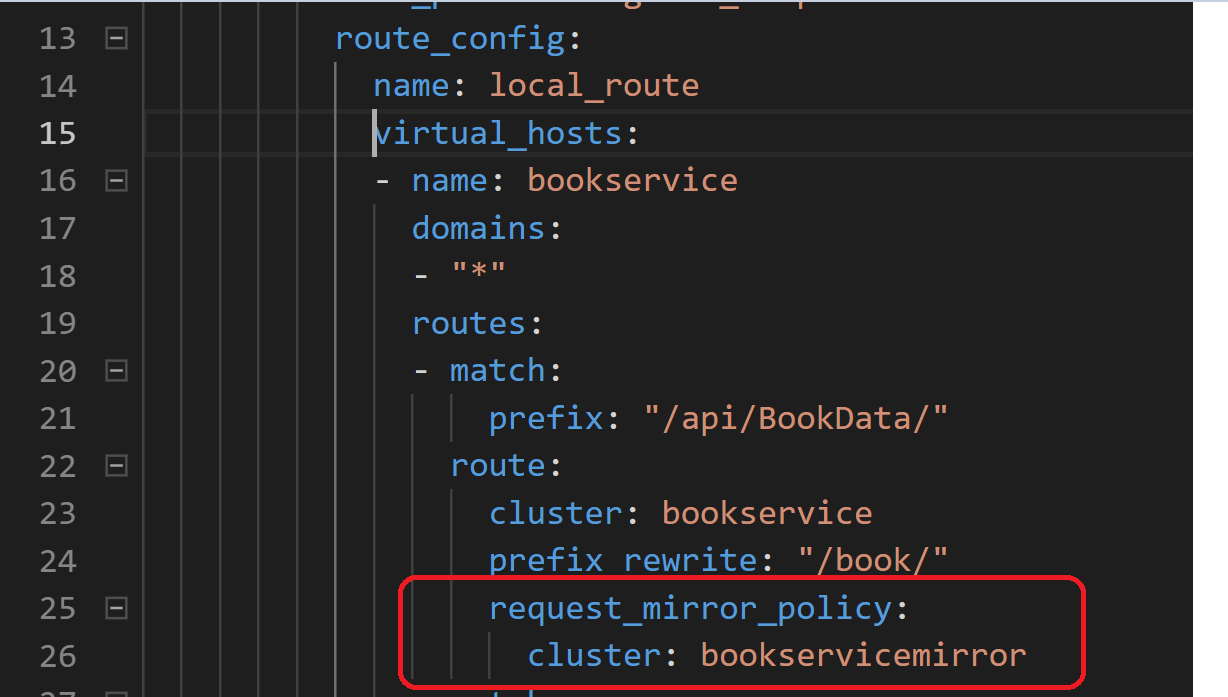 13 route_config:
14 name: local_route
15 virtual_hosts:
16 - name: bookservice
17 domains:
18 - "*"
19 routes:
20 - match:
21 prefix: "/api/BookData/"
22 route:
23 cluster: bookservice
24 prefix_rewrite: "/book/"
25 request_mirror_policy:
26 cluster: bookservicemirror